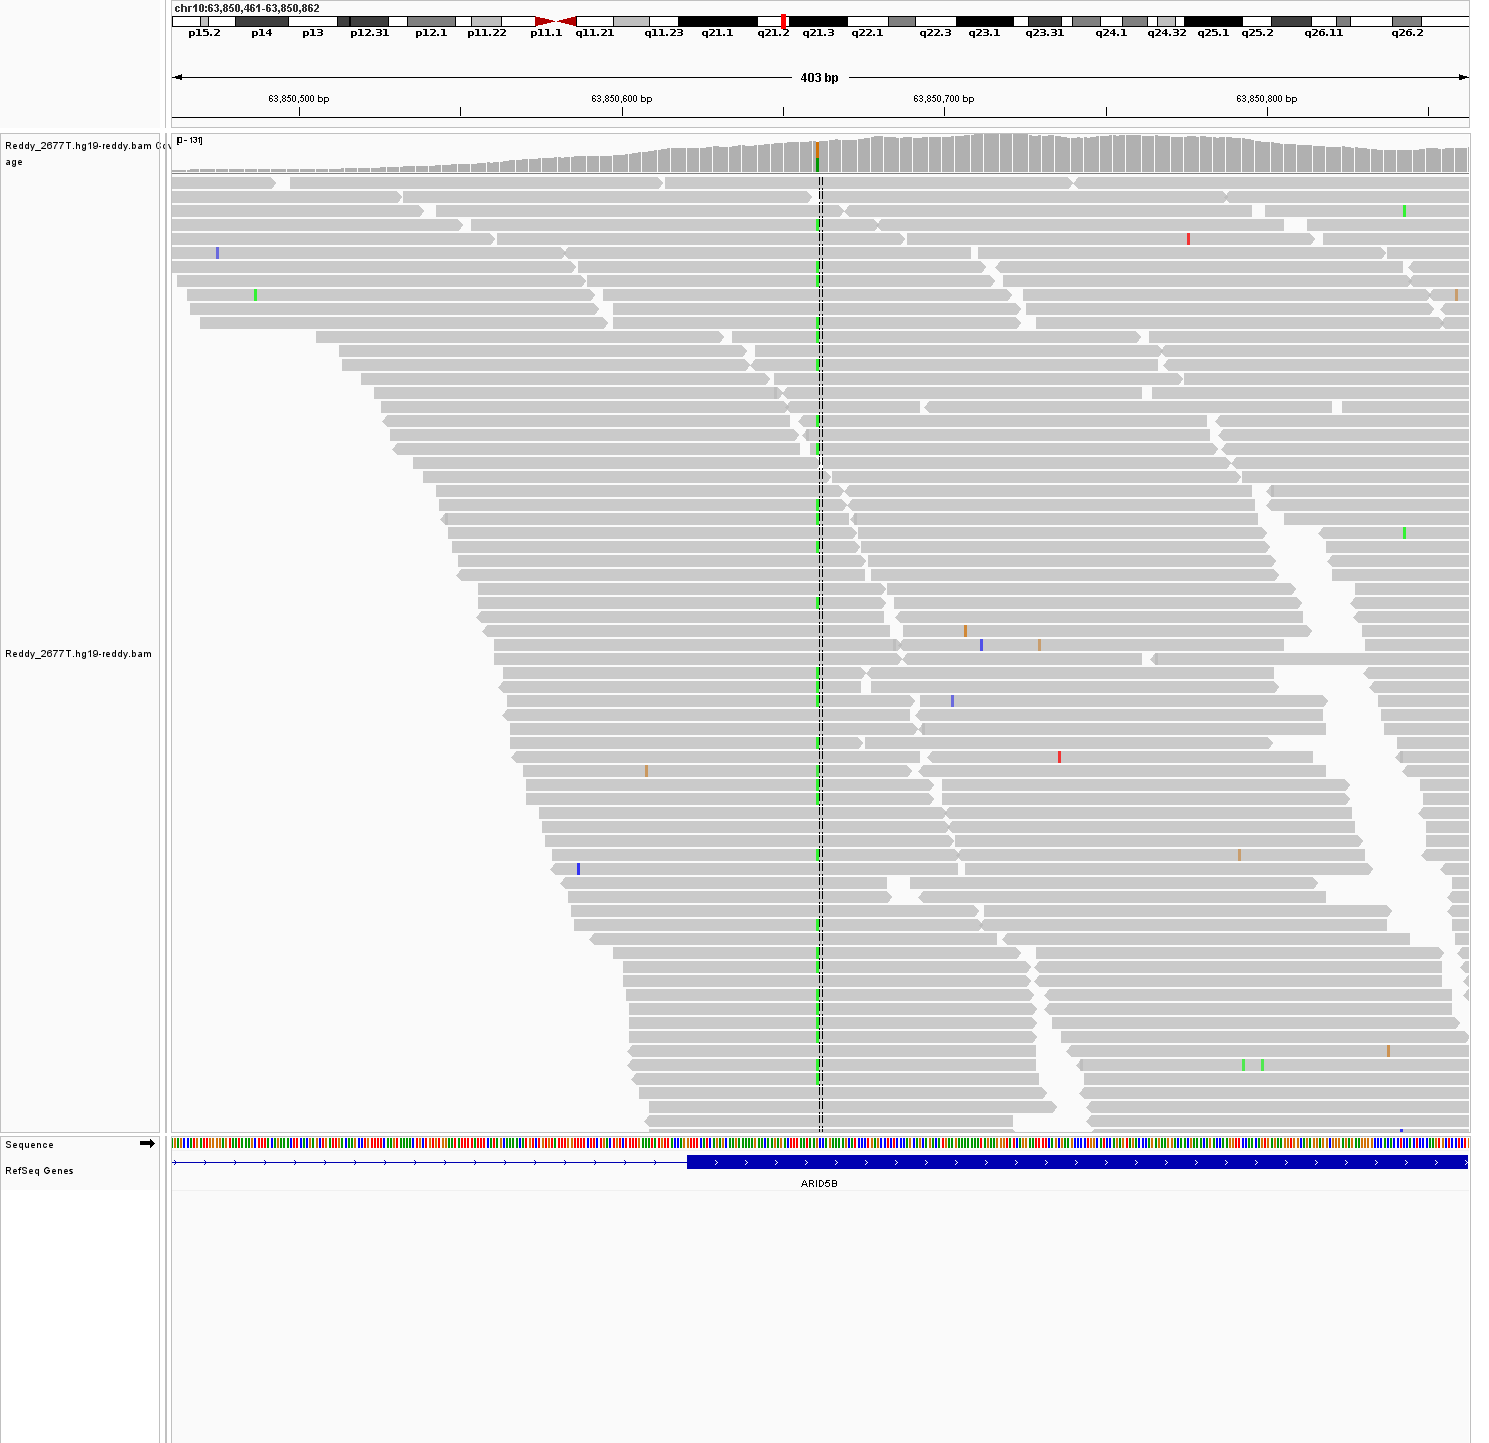 chr10:63,850,461-63,850,862
p15.2 p14 p13 p12.31 p12.1 p11.22 p11.1 q11.21 q11.23 q21.1 q21.2 q21.3 q22.1 q22.3 q23.1 q23.31 q24.1 q24.32 q25.1 q25.2 q26.11 q26.2
403 bp
63,850,500 bp 63,850,600 bp 63,850,700 bp 63,850,800 bp
[0 - 131]
Reddy_2677T.hg19-reddy.bam Cov
age
Reddy_2677T.hg19-reddy.bam
Sequence
RefSeq Genes
ARID5B